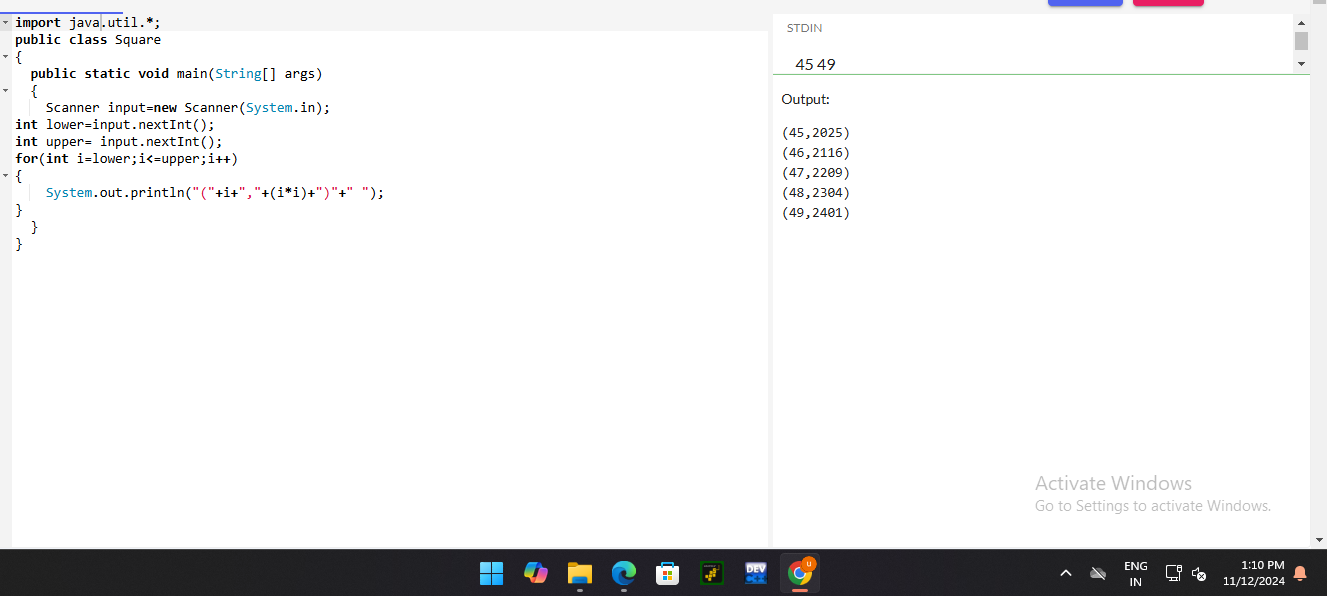 import java.util.*;
public class Square
{
public static void main(String[] args)
{
Scanner input=new Scanner(System.in);
int lower=input.nextInt();
int upper= input.nextInt();
for(int i=lower;i<=upper;i++)
{
System.out.println("("+i+","+(i*i)+")"+" ");
}
}
}
STDIN
45 49
Output:
(45,2025)
(46,2116)
(47,2209)
(48,2304)
(49,2401)
Activate Windows
Go to Settings to activate Windows.
DEV
C++
u
ENG
IN
1:10 PM
11/12/2024